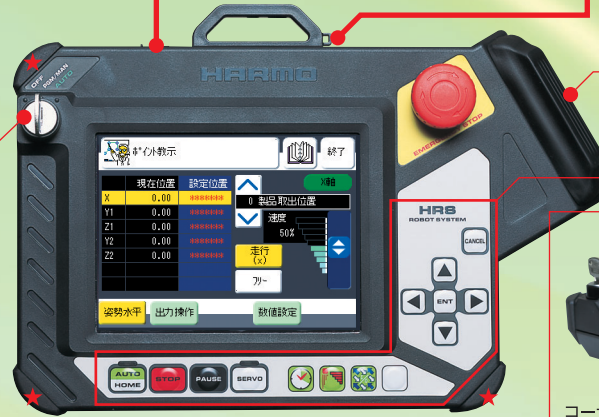 HARMO
OFF
PGM/MAN
AUTO
EMERGENCY STOP
ポイント教示
終了
現在位置 設定位置
X軸
X 0.00 *******
Y1 0.00 *******
Z1 0.00 *******
Y2 0.00 *******
Z2 0.00 *******
0 製品取出位置
速度
50%
走行
(X)
フリー
姿勢水平
出力操作
数値設定
HRS
ROBOT SYSTEM
CANCEL
ENT
AUTO
HOME
STOP
PAUSE
SERVO
コー